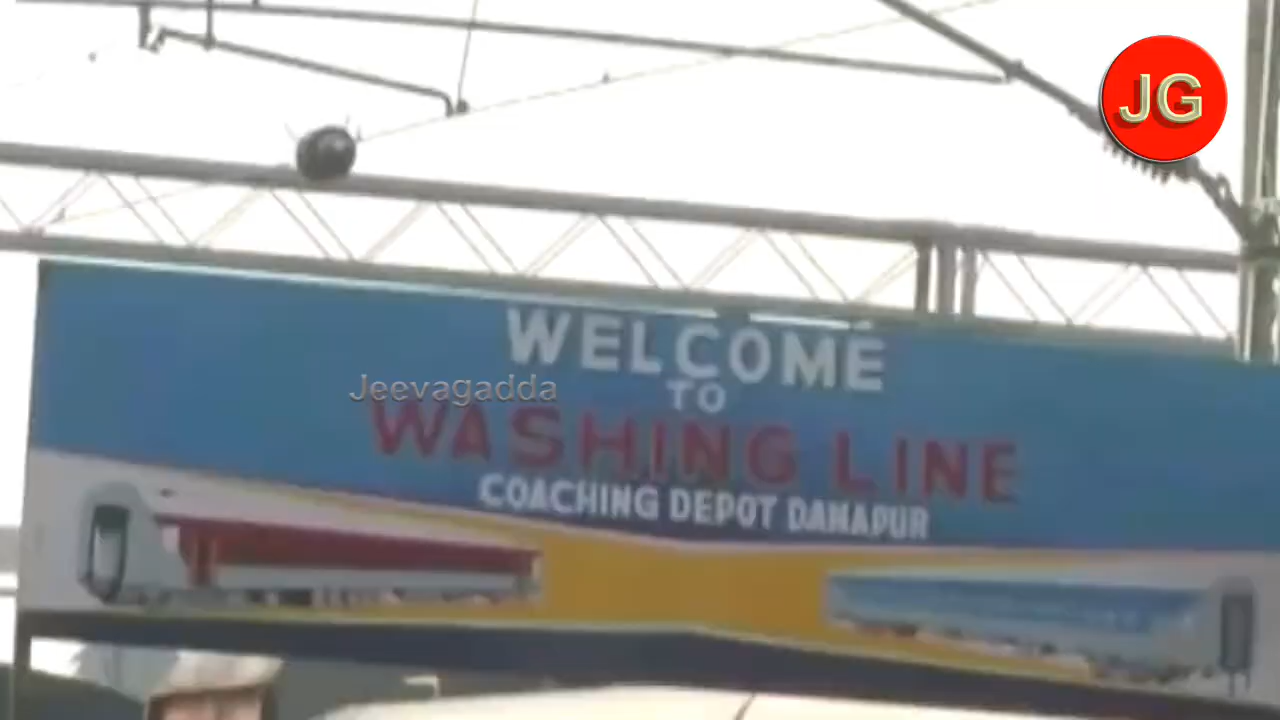 JG
WELCOME
TO
Jeevagadda
WASHING LINE
COACHING DEPOT DANAPUR